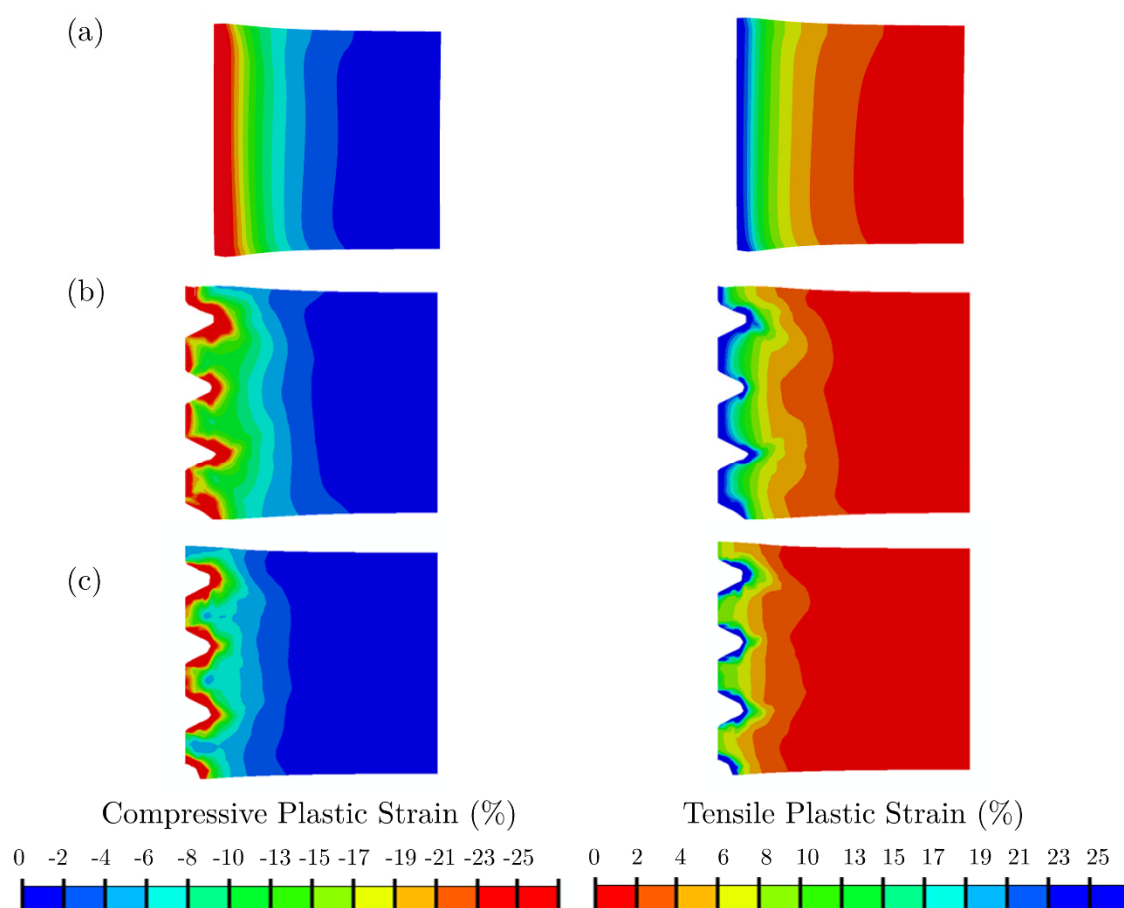 (a)
(b)
(c)
Compressive Plastic Strain (%)
Tensile Plastic Strain (%)
0 -2 -4 -6 -8 -10 -13 -15 -17 -19 -21 -23 -25
0 2 4 6 8 10 13 15 17 19 21 23 25